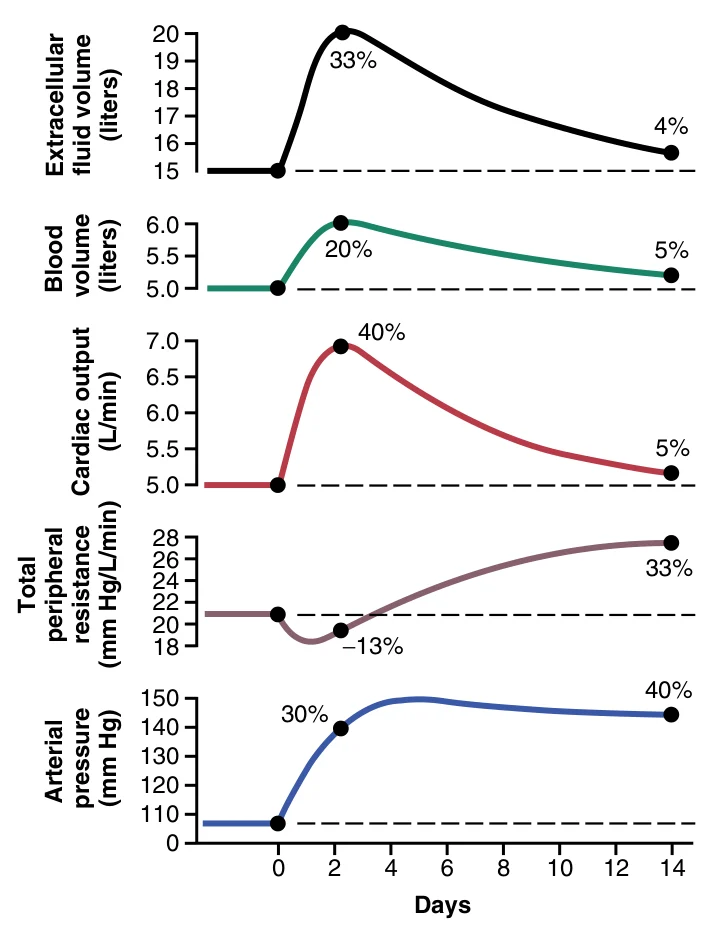 Extracellular
fluid volume
(liters)
20
19
18
17
16
15
33%
4%
Blood
volume
(liters)
6.0
5.5
5.0
20%
5%
Cardiac output
(L/min)
7.0
6.5
6.0
5.5
5.0
40%
5%
Total
peripheral
resistance
(mm Hg/L/min)
28
26
24
22
20
18
–13%
33%
Arterial
pressure
(mm Hg)
150
140
130
120
110
0
30%
40%
0 2 4 6 8 10 12 14
Days